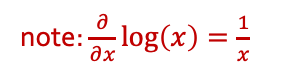 note: ∂/∂x log(x) = 1/x